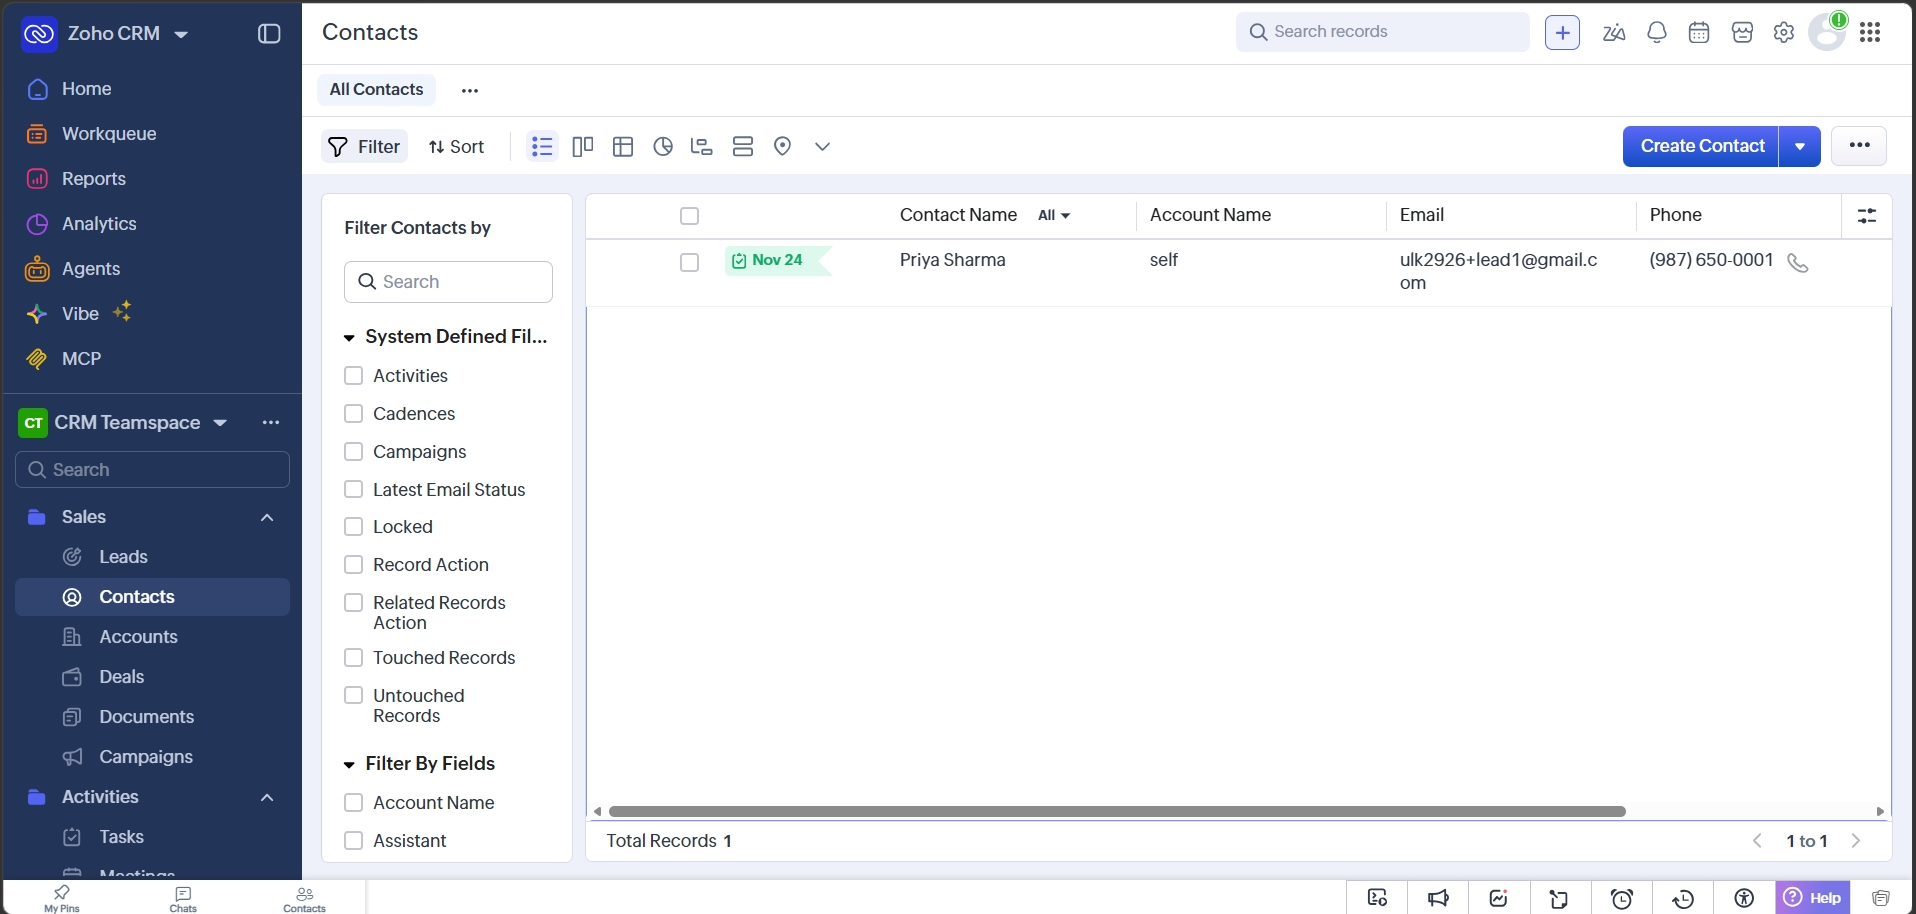 Zoho CRM
Home
Workqueue
Reports
Analytics
Agents
Vibe
MCP
CT CRM Teamspace
Search
Sales
Leads
Contacts
Accounts
Deals
Documents
Campaigns
Activities
Tasks
Meetings
My Pins
Chats
Contacts
Contacts
Search records
All Contacts
Filter
Sort
Create Contact
Filter Contacts by
Search
System Defined Fil...
Activities
Cadences
Campaigns
Latest Email Status
Locked
Record Action
Related Records
Action
Touched Records
Untouched
Records
Filter By Fields
Account Name
Assistant
Contact Name All Account Name Email Phone
Nov 24 Priya Sharma self ulk2926+lead1@gmail.c (987) 650-0001
om
Total Records 1
1 to 1
Help